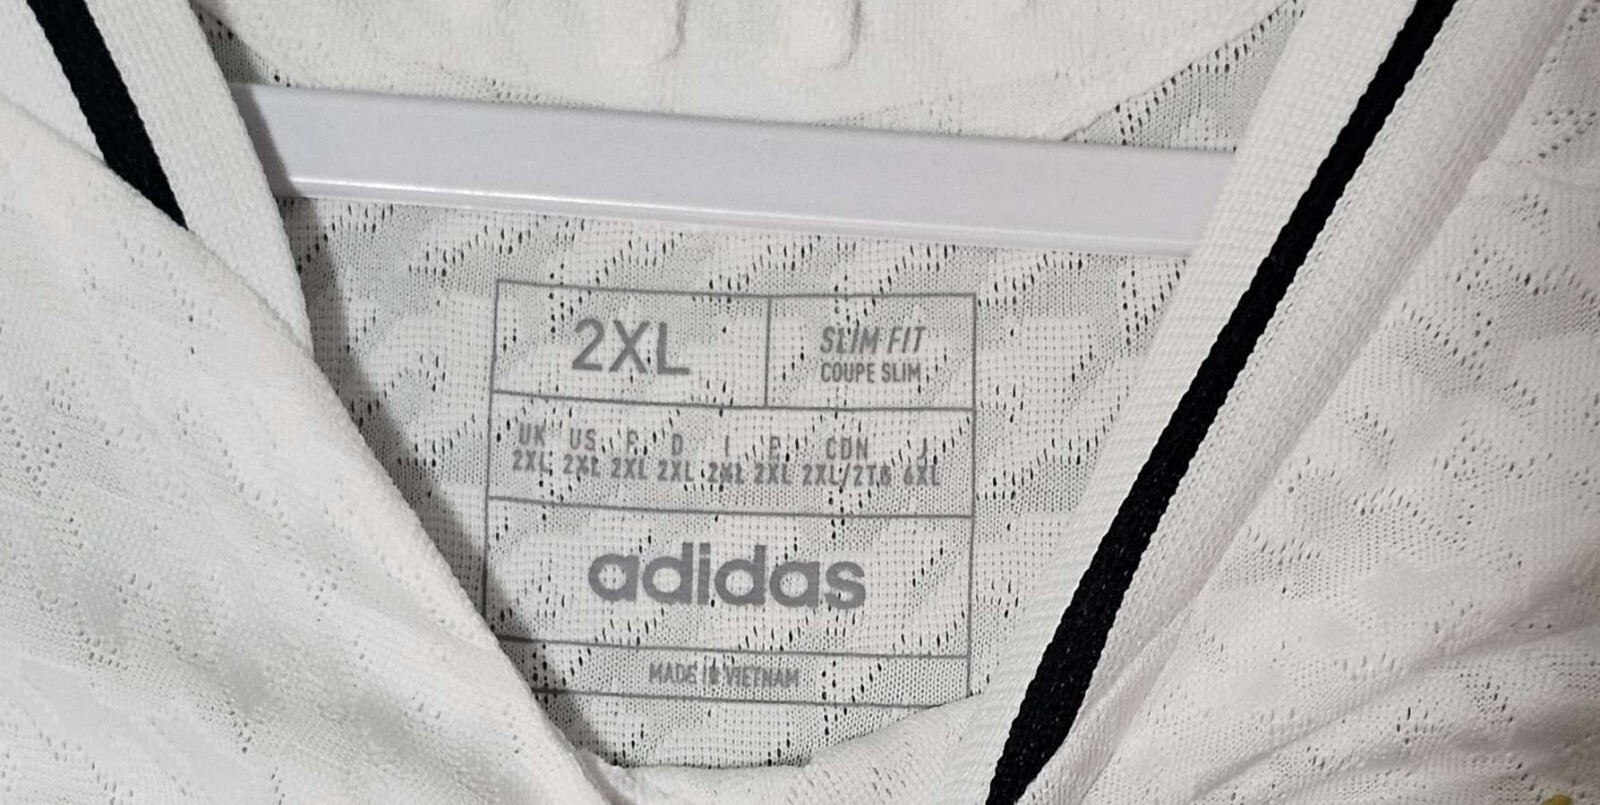 2XL
SLIM FIT
COUPE SLIM
UK US F D I E CDN J
2XL 2XL 2XL 2XL 2XL 2XL 2XL/2TG 6XL
adidas
MADE IN VIETNAM